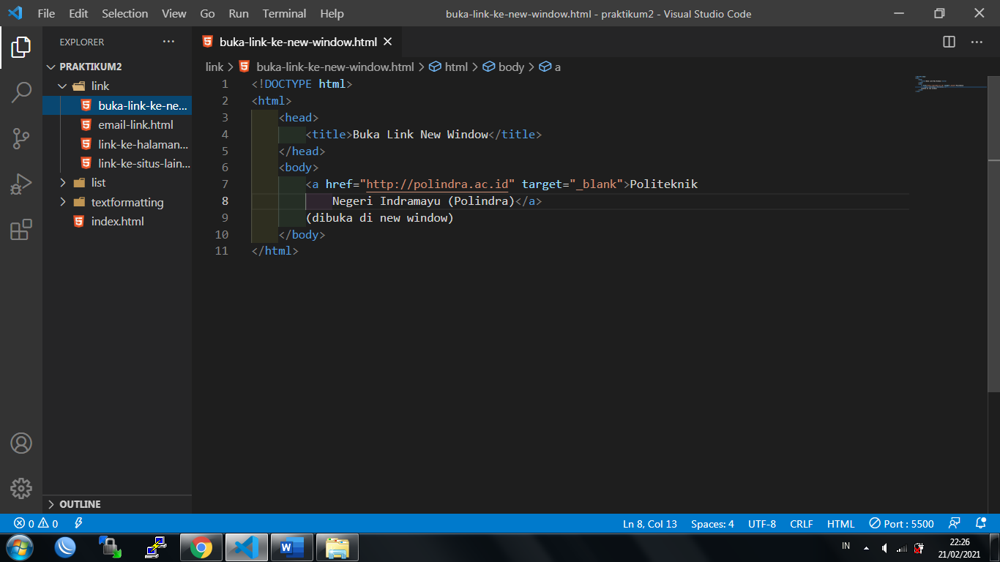 File Edit Selection View Go Run Terminal Help buka-link-ke-new-window.html - praktikum2 - Visual Studio Code
EXPLORER
PRAKTIKUM2
link
buka-link-ke-ne...
email-link.html
link-ke-halaman...
link-ke-situs-lain...
list
textformatting
index.html
OUTLINE
buka-link-ke-new-window.html
link > buka-link-ke-new-window.html > html > body > a
1 <!DOCTYPE html>
2 <html>
3 <head>
4 <title>Buka Link New Window</title>
5 </head>
6 <body>
7 <a href="http://polindra.ac.id" target="_blank">Politeknik
8 Negeri Indramayu (Polindra)</a>
9 (dibuka di new window)
10 </body>
11 </html>
0 0 Ln 8, Col 13 Spaces: 4 UTF-8 CRLF HTML Port : 5500
IN 22:26
21/02/2021